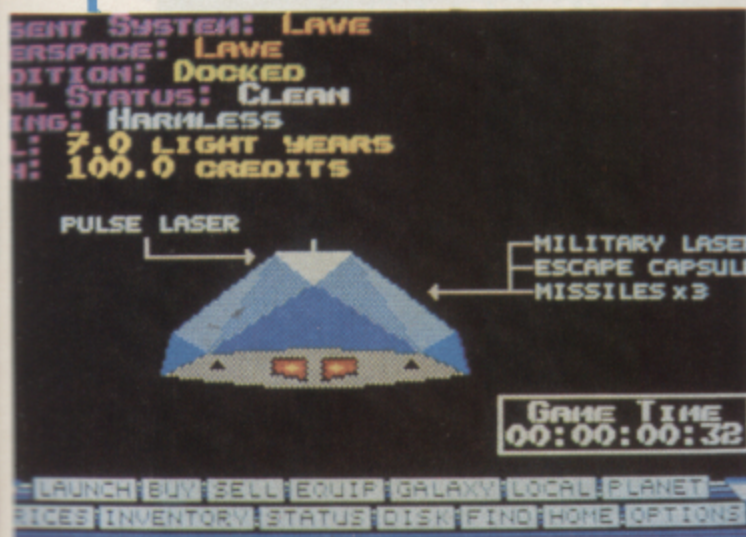 SENT SYSTEM: LAVE
ERSPACE: LAVE
DITION: DOCKED
AL STATUS: CLEAN
ING: HARMLESS
L: 7.0 LIGHT YEARS
H: 100.0 CREDITS
PULSE LASER
MILITARY LASER
ESCAPE CAPSUL
MISSILES x3
GAME TIME
00:00:00:32
LAUNCH BUY SELL EQUIP GALAXY LOCAL PLANET
RICES INVENTORY STATUS DISK FIND HOME OPTIONS